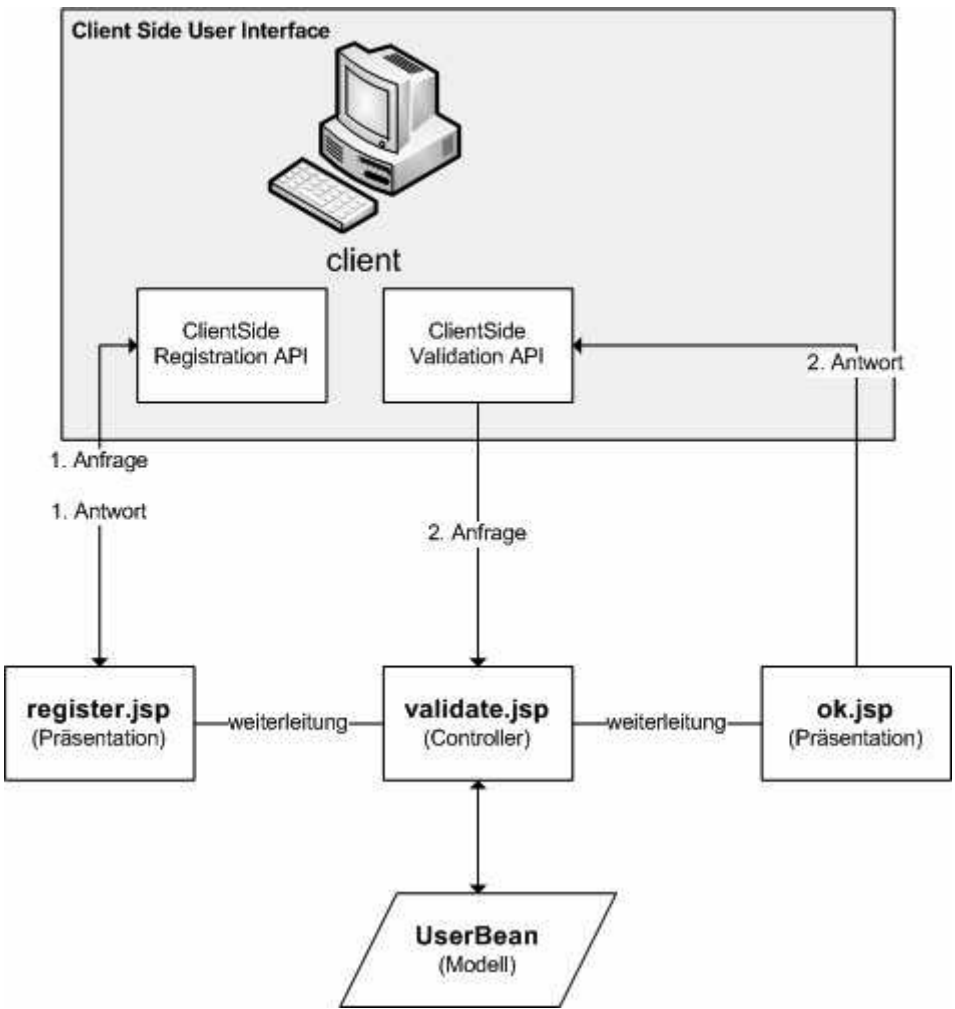 Client Side User Interface
client
ClientSide
Registration API
ClientSide
Validation API
2. Antwort
1. Anfrage
1. Antwort
2. Anfrage
register.jsp
(Präsentation)
weiterleitung
validate.jsp
(Controller)
weiterleitung
ok.jsp
(Präsentation)
UserBean
(Modell)